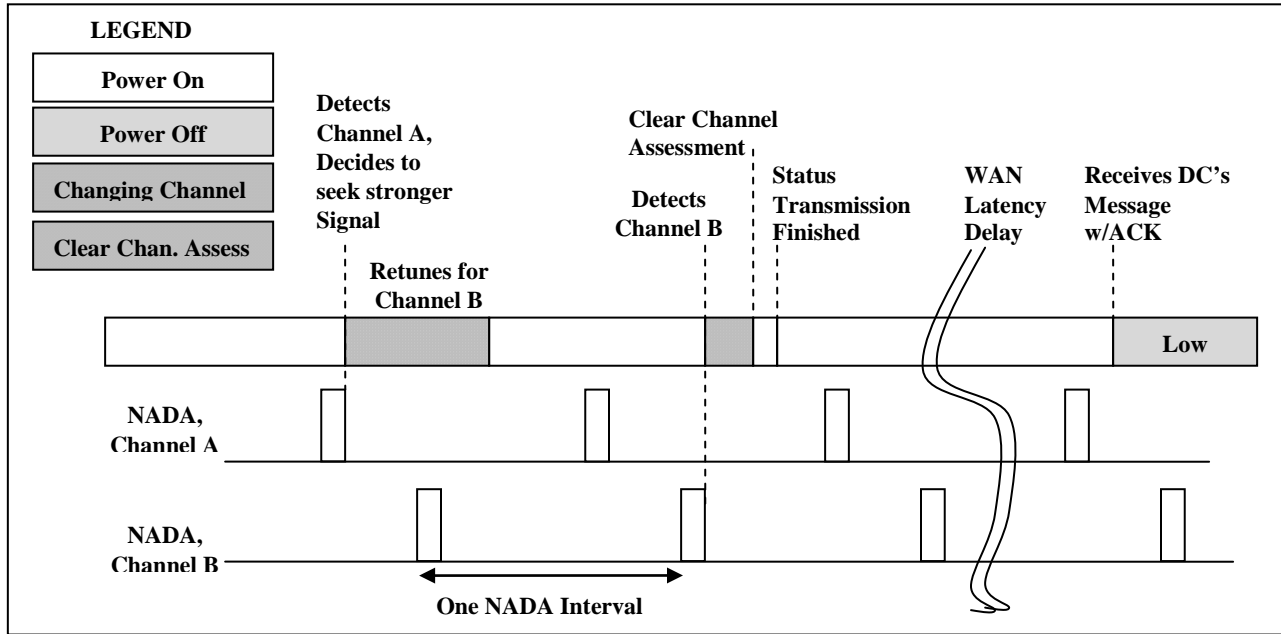 LEGEND
Power On
Power Off
Changing Channel
Clear Chan. Assess
Detects
Channel A,
Decides to
seek stronger
Signal
Retunes for
Channel B
Clear Channel
Assessment
Detects
Channel B
Status
Transmission
Finished
WAN
Latency
Delay
Receives DC's
Message
w/ACK
Low
NADA,
Channel A
NADA,
Channel B
One NADA Interval